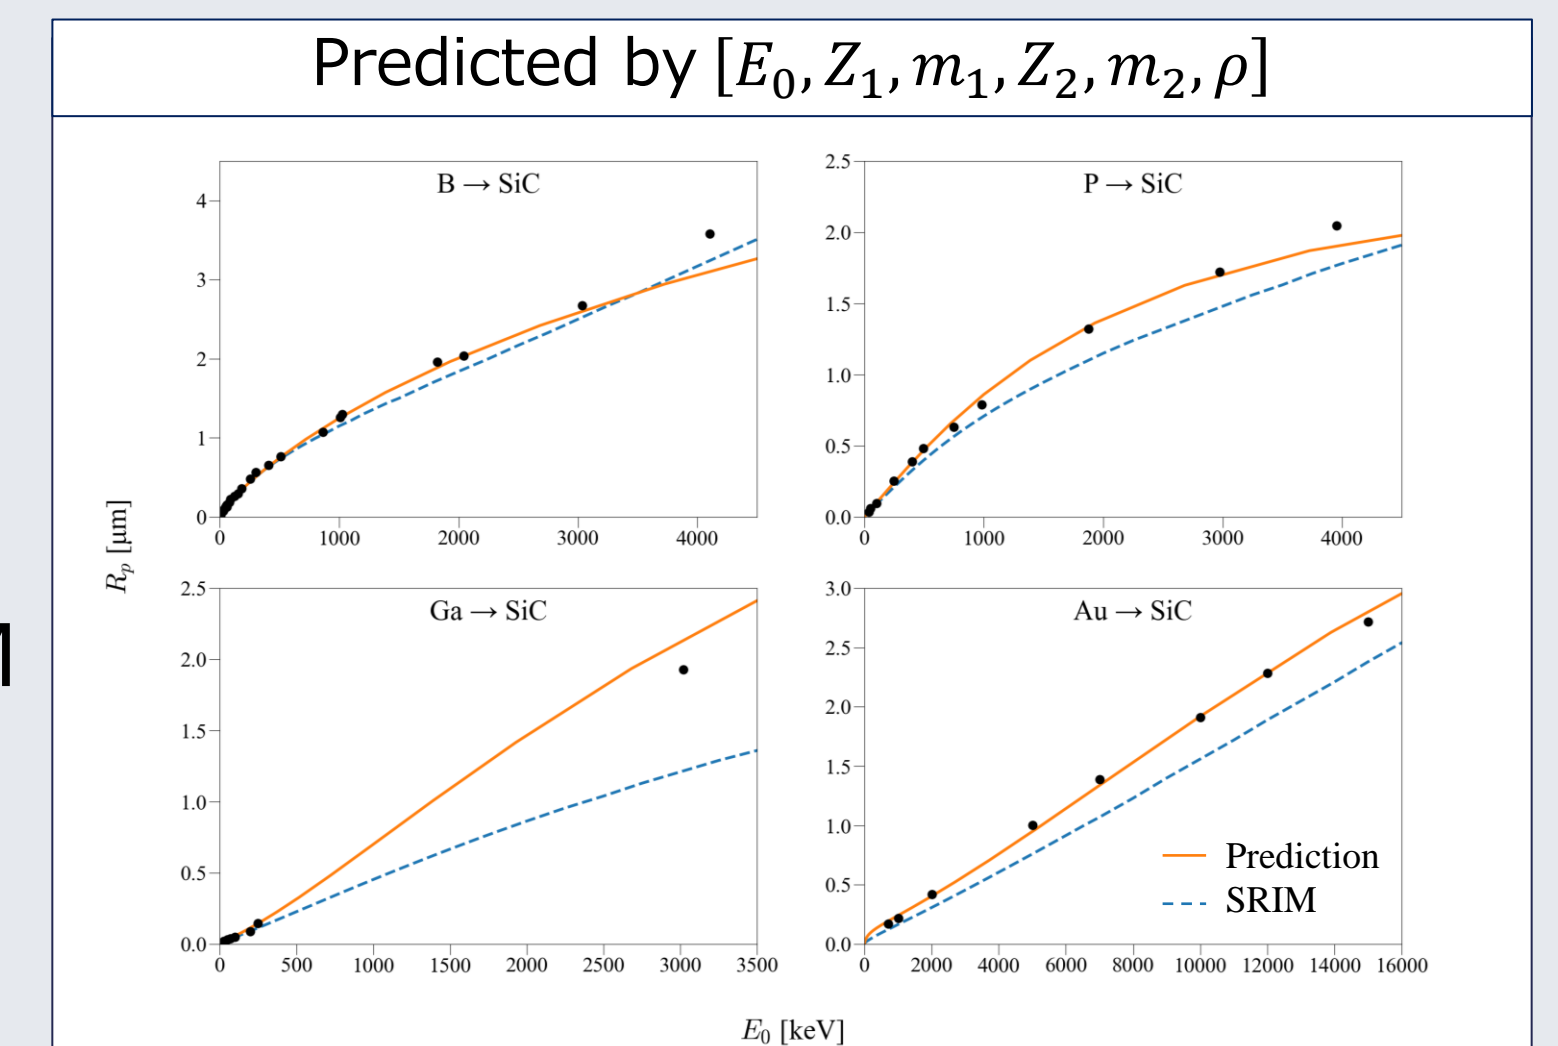 Predicted by [E₀, Z₁, m₁, Z₂, m₂, ρ]
B → SiC
4
3
2
1
0
0 1000 2000 3000 4000
P → SiC
2.5
2.0
1.5
1.0
0.5
0.0
0 1000 2000 3000 4000
Rₚ [μm]
Ga → SiC
2.5
2.0
1.5
1.0
0.5
0.0
0 500 1000 1500 2000 2500 3000 3500
Au → SiC
3.0
2.5
2.0
1.5
1.0
0.5
0.0
0 2000 4000 6000 8000 10000 12000 14000 16000
Prediction
SRIM
E₀ [keV]